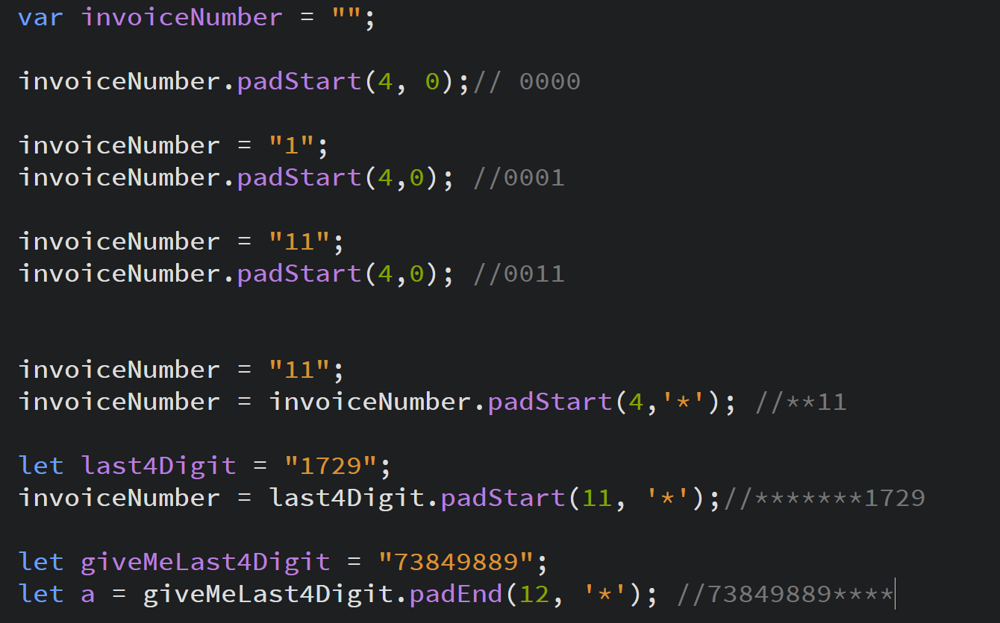 var invoiceNumber = "";
invoiceNumber.padStart(4, 0);// 0000
invoiceNumber = "1";
invoiceNumber.padStart(4,0); //0001
invoiceNumber = "11";
invoiceNumber.padStart(4,0); //0011
invoiceNumber = "11";
invoiceNumber = invoiceNumber.padStart(4,'*'); //**11
let last4Digit = "1729";
invoiceNumber = last4Digit.padStart(11, '*');//*******1729
let giveMeLast4Digit = "73849889";
let a = giveMeLast4Digit.padEnd(12, '*'); //73849889****